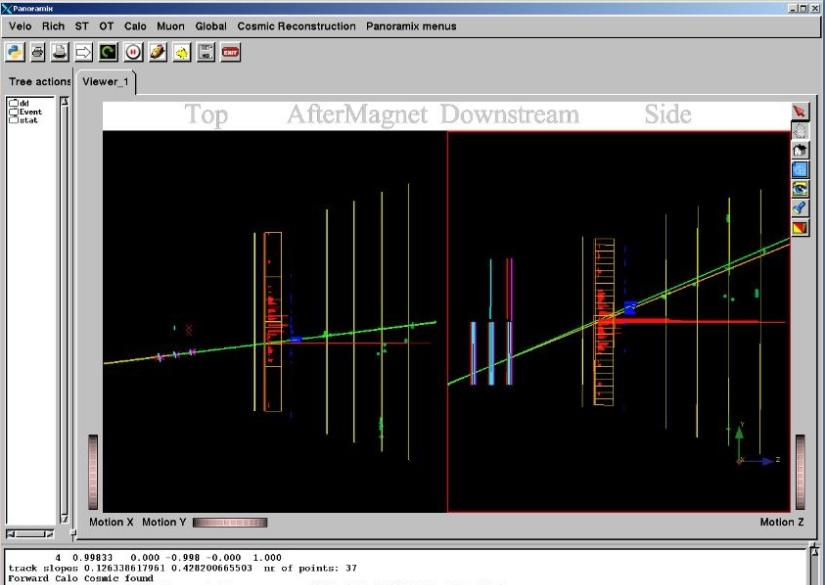 Panoramix
Velo Rich ST OT Calo Muon Global Cosmic Reconstruction Panoramix menus
EXIT
Tree actions
Viewer_1
dd
Event
stat
Top AfterMagnet Downstream Side
Y
X Z
Motion X Motion Y
Motion Z
4 0.99833 0.000 -0.998 -0.000 1.000
track slopes 0.126338617961 0.428200665503 nr of points: 37
Forward Calo Cosmic found